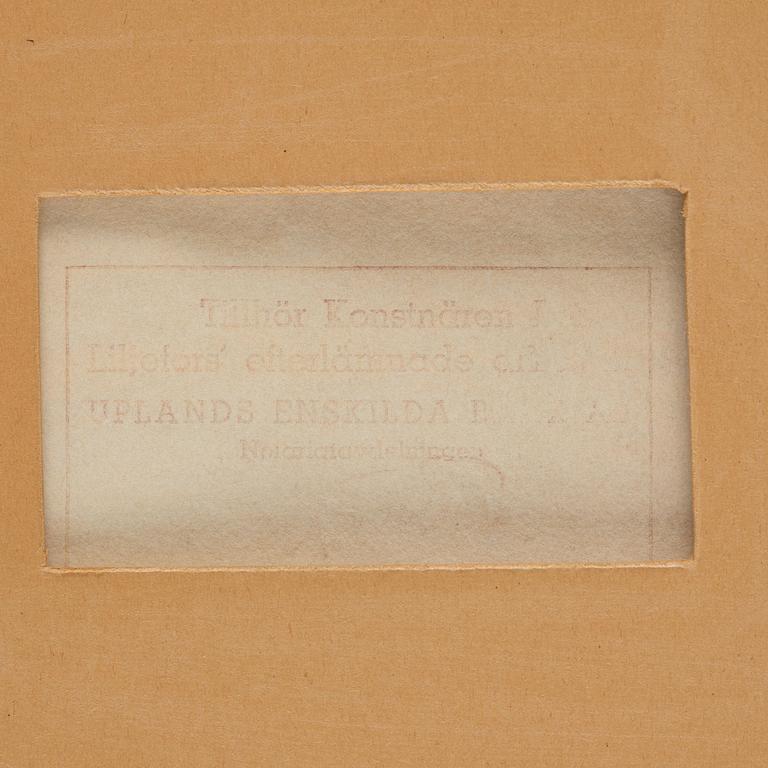 Tillhör Konstnären
Liljefors' efterlämnade
UPLANDS ENSKILDA
Notariatavdelningen